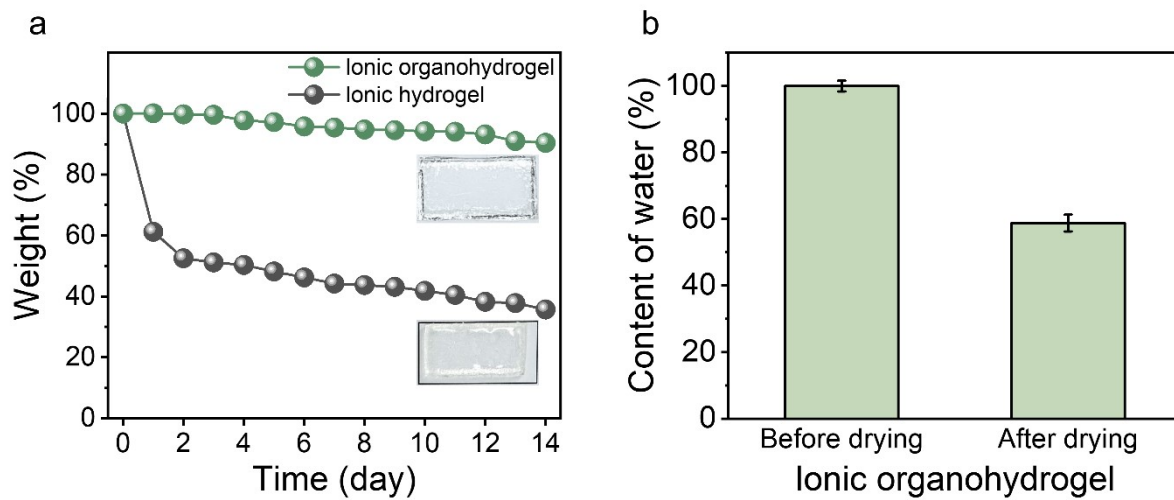 a
Ionic organohydrogel
Ionic hydrogel
Weight (%)
100
80
60
40
20
0
0 2 4 6 8 10 12 14
Time (day)
b
Content of water (%)
100
80
60
40
20
0
Before drying After drying
Ionic organohydrogel